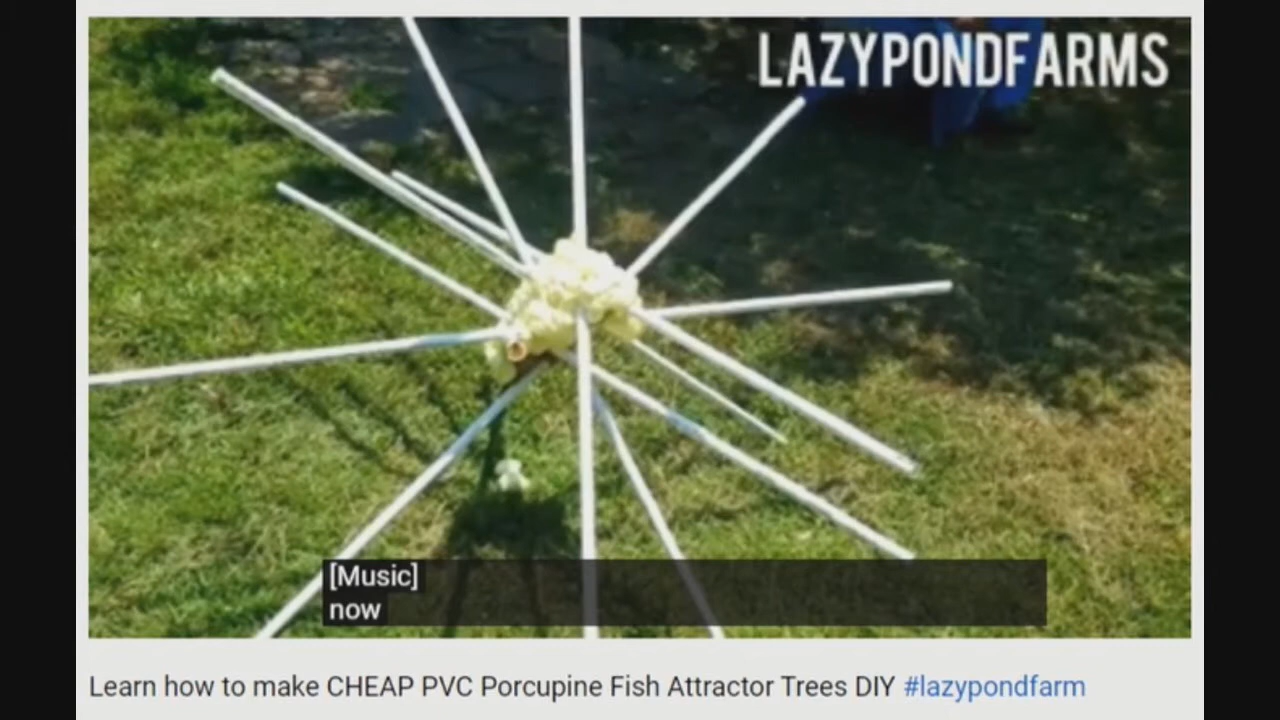 LAZYPONDFARMS
[Music]
now
Learn how to make CHEAP PVC Porcupine Fish Attractor Trees DIY #lazypondfarm